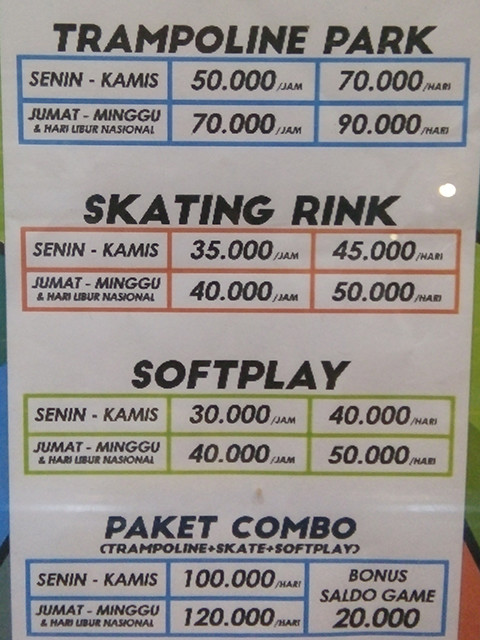 TRAMPOLINE PARK
SENIN - KAMIS 50.000/JAM 70.000/HARI
JUMAT - MINGGU 70.000/JAM 90.000/HARI
& HARI LIBUR NASIONAL
SKATING RINK
SENIN - KAMIS 35.000/JAM 45.000/HARI
JUMAT - MINGGU 40.000/JAM 50.000/HARI
& HARI LIBUR NASIONAL
SOFTPLAY
SENIN - KAMIS 30.000/JAM 40.000/HARI
JUMAT - MINGGU 40.000/JAM 50.000/HARI
& HARI LIBUR NASIONAL
PAKET COMBO
(TRAMPOLINE+SKATE+SOFTPLAY)
SENIN - KAMIS 100.000/HARI BONUS
SALDO GAME
JUMAT - MINGGU 120.000/HARI 20.000
& HARI LIBUR NASIONAL